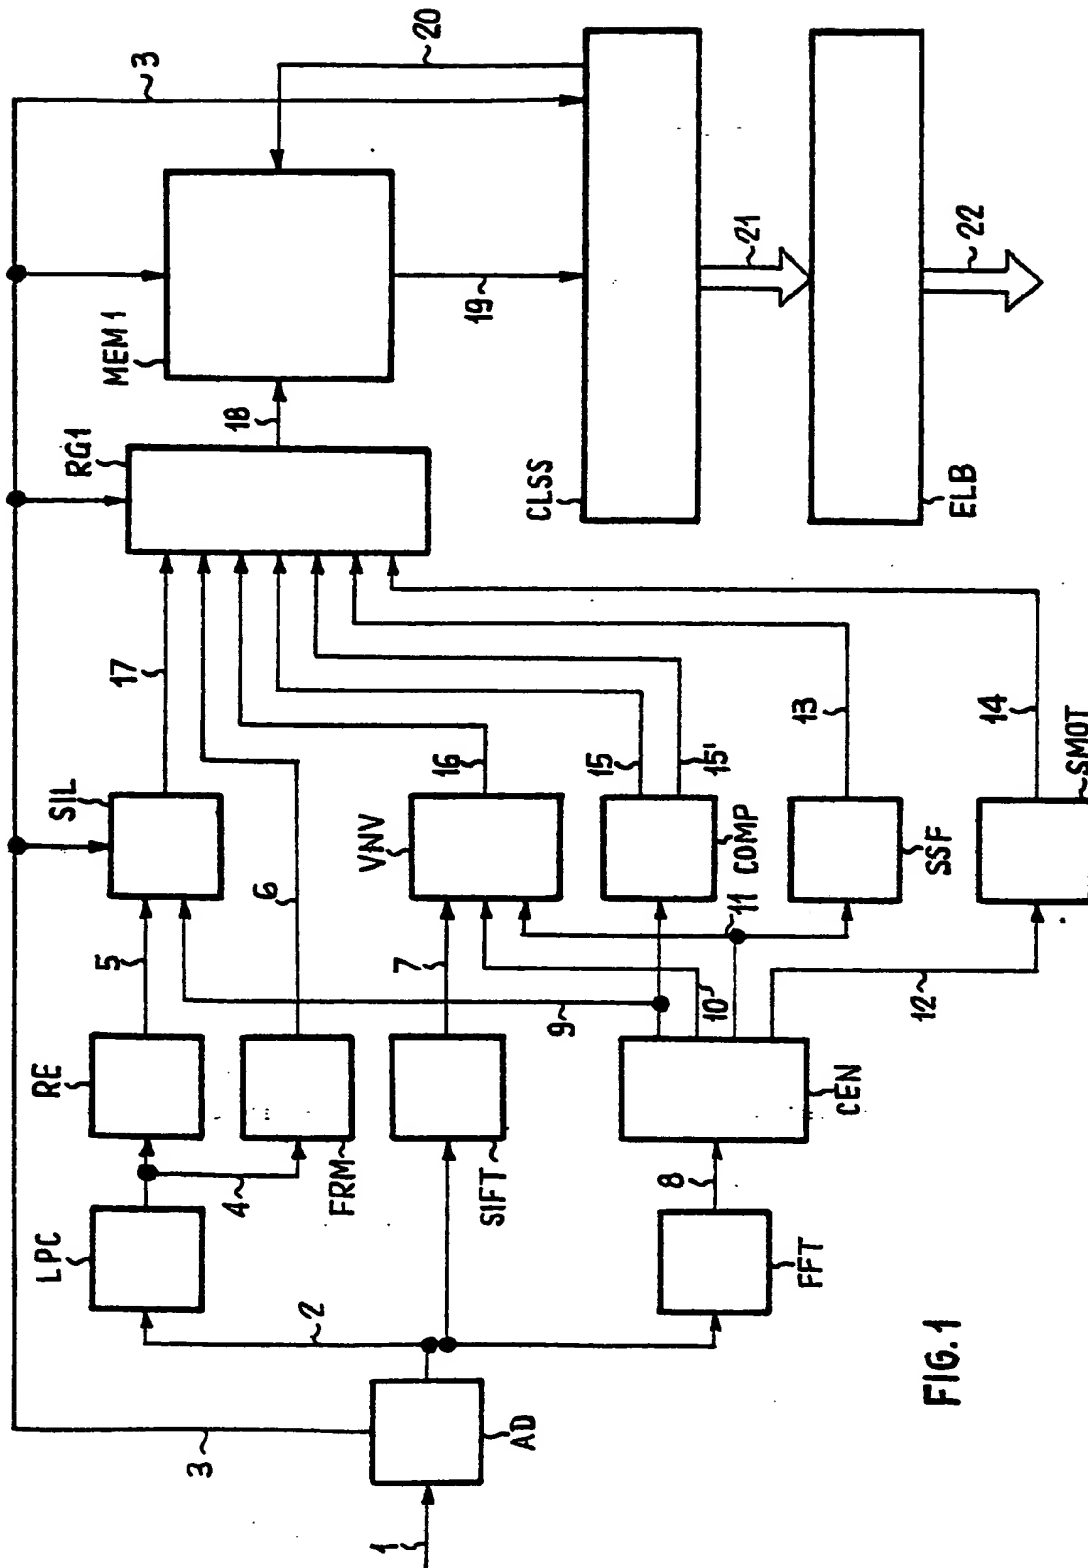 1
3
AD
2
LPC
4
RE
FRM
5
6
SIL
17
SIFT
7
VNV
16
FFT
8
CEN
9
10
11
12
COMP
15
15'
SSF
13
SMOT
14
RG1
18
MEM1
3
20
19
CLSS
21
ELB
22
FIG.1